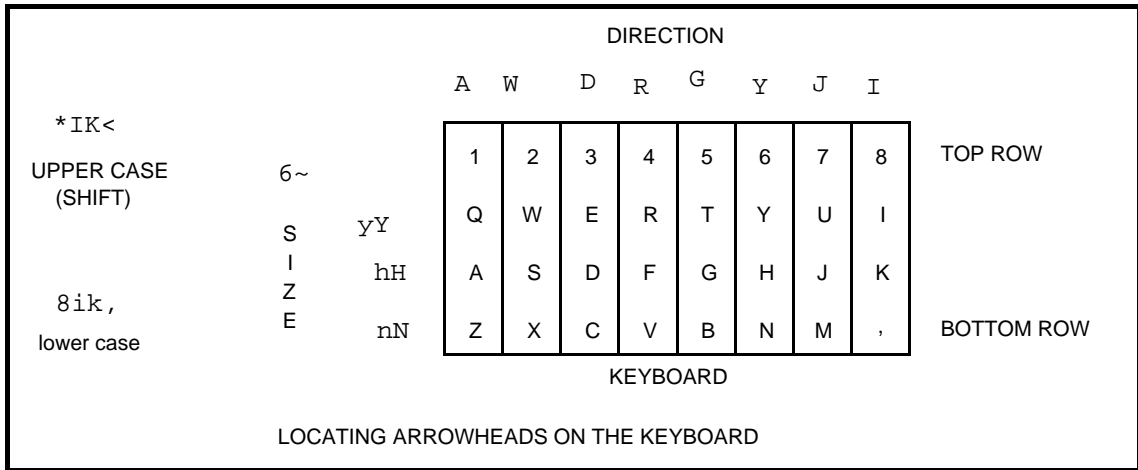 DIRECTION
A W D R G Y J I
*IK<
UPPER CASE
(SHIFT)
6~
yY
hH
nN
SIZE
8ik,
lower case
1 2 3 4 5 6 7 8
Q W E R T Y U I
A S D F G H J K
Z X C V B N M ,
TOP ROW
BOTTOM ROW
KEYBOARD
LOCATING ARROWHEADS ON THE KEYBOARD